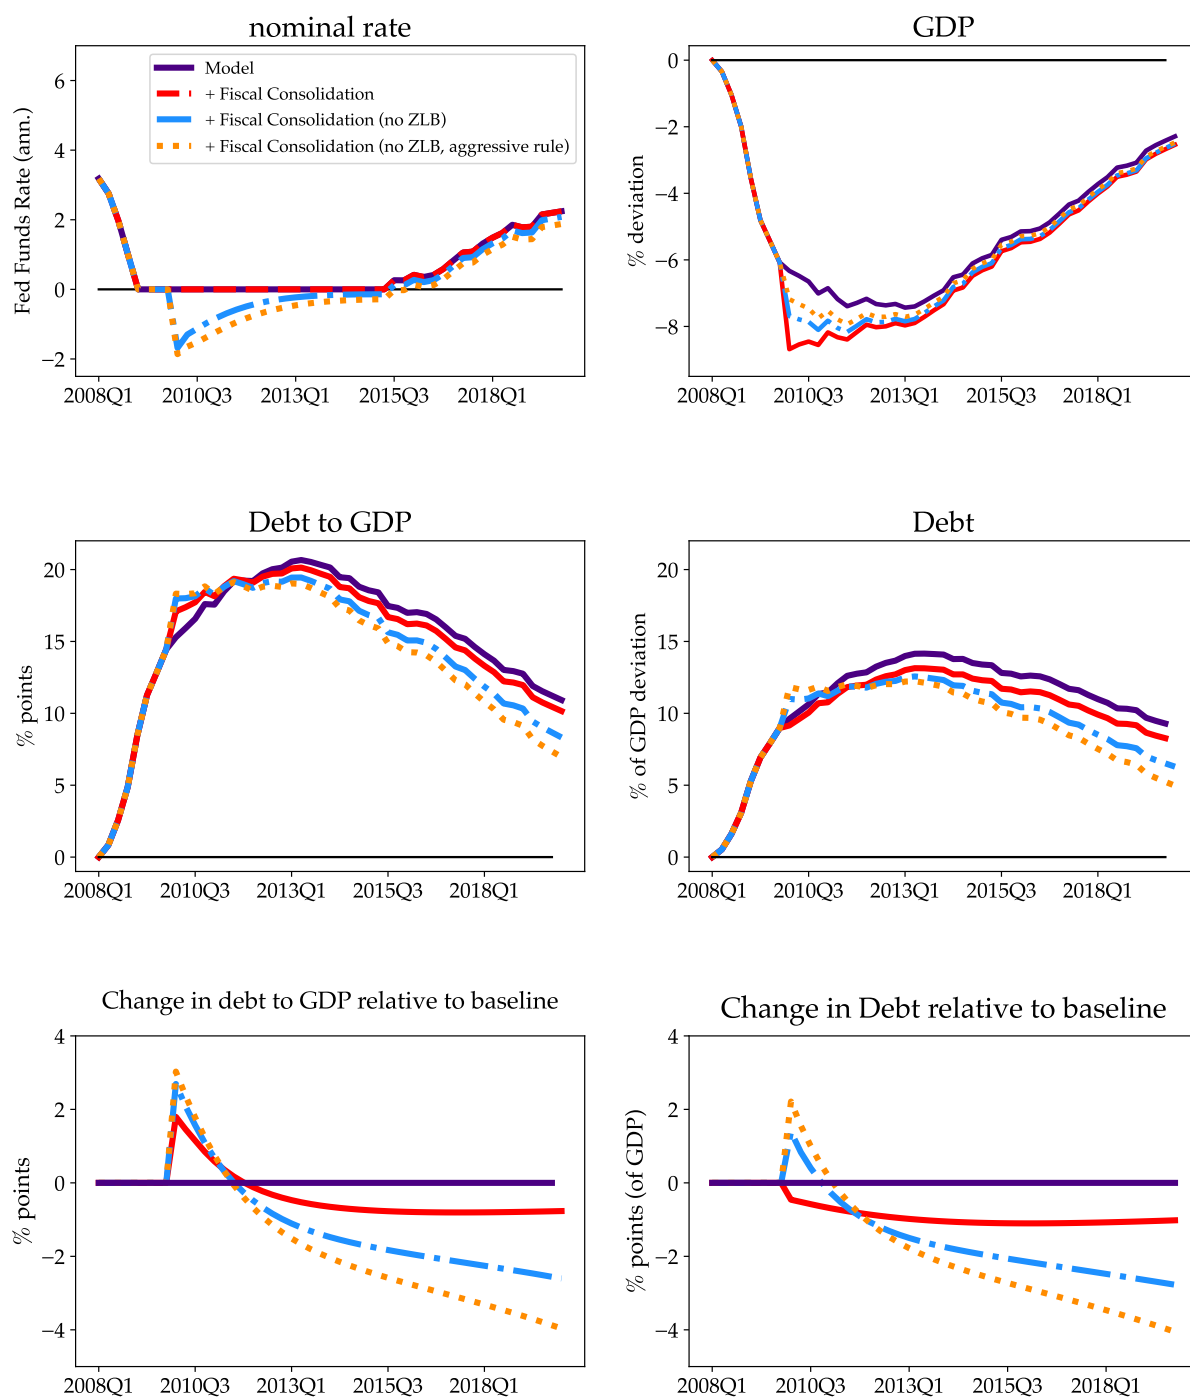 nominal rate
Fed Funds Rate (ann.)
6
4
2
0
−2
Model
+ Fiscal Consolidation
+ Fiscal Consolidation (no ZLB)
+ Fiscal Consolidation (no ZLB, aggressive rule)
2008Q1 2010Q3 2013Q1 2015Q3 2018Q1
GDP
% deviation
0
−2
−4
−6
−8
2008Q1 2010Q3 2013Q1 2015Q3 2018Q1
Debt to GDP
% points
20
15
10
5
0
2008Q1 2010Q3 2013Q1 2015Q3 2018Q1
Debt
% of GDP deviation
20
15
10
5
0
2008Q1 2010Q3 2013Q1 2015Q3 2018Q1
Change in debt to GDP relative to baseline
% points
4
2
0
−2
−4
2008Q1 2010Q3 2013Q1 2015Q3 2018Q1
Change in Debt relative to baseline
% points (of GDP)
4
2
0
−2
−4
2008Q1 2010Q3 2013Q1 2015Q3 2018Q1